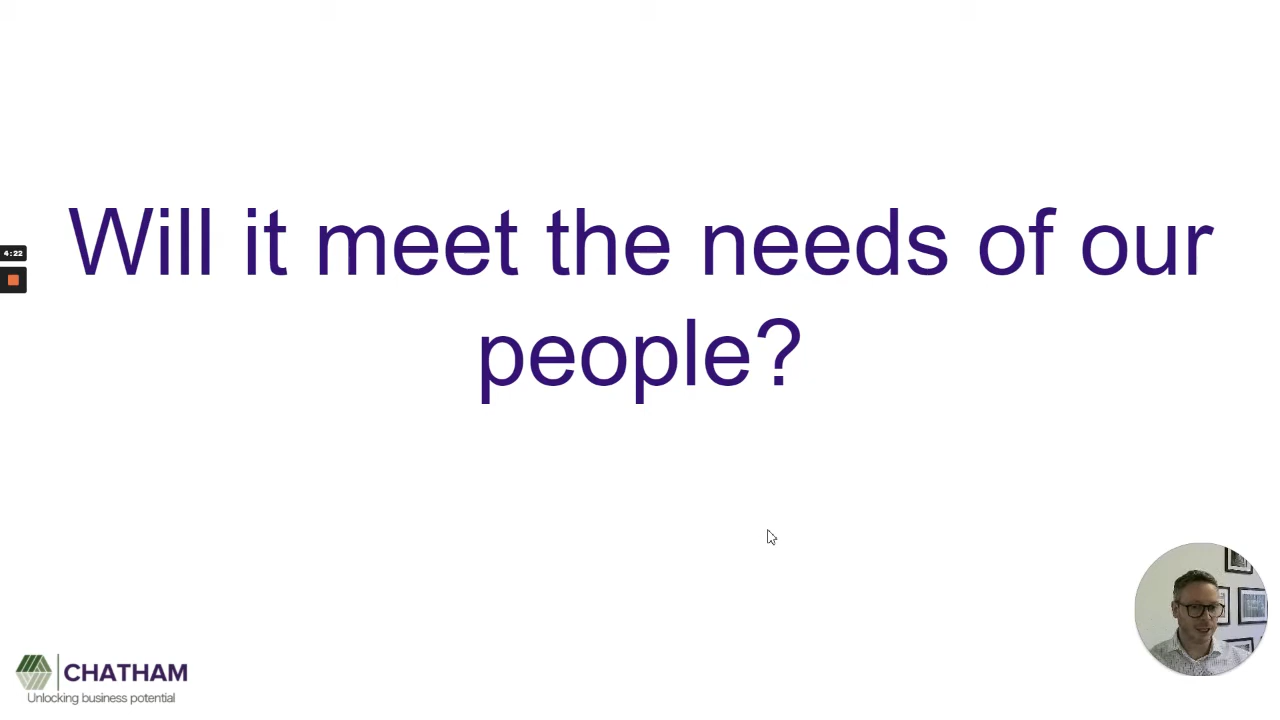 Will it meet the needs of our
people?
4:22
CHATHAM
Unlocking business potential